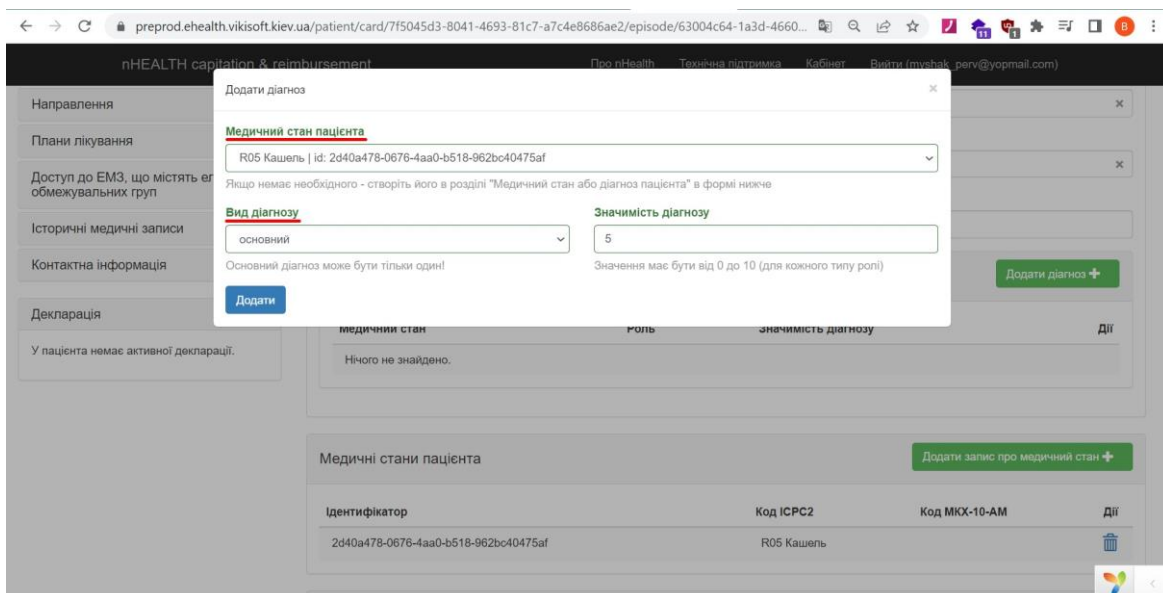 preprod.ehealth.vikisoft.kiev.ua/patient/card/7f5045d3-8041-4693-81c7-a7c4e8686ae2/episode/63004c64-1a3d-4660...
11
1
B
nHEALTH capitation & reimbursement
Про nHealth Технічна підтримка Кабінет Вийти (myshak_perv@yopmail.com)
Додати діагноз ×
Направлення
Плани лікування
Доступ до ЕМЗ, що містять ел
обмежувальних груп
Історичні медичні записи
Контактна інформація
Декларація
У пацієнта немає активної декларації.
Медичний стан пацієнта
R05 Кашель | id: 2d40a478-0676-4aa0-b518-962bc40475af
Якщо немає необхідного - створіть його в розділі "Медичний стан або діагноз пацієнта" в формі нижче
Вид діагнозу Значимість діагнозу
основний 5
Основний діагноз може бути тільки один! Значення має бути від 0 до 10 (для кожного типу ролі)
Додати
Додати діагноз +
Медичний стан Роль Значимість діагнозу Дії
Нічого не знайдено.
Медичні стани пацієнта Додати запис про медичний стан +
Ідентифікатор Код ICPC2 Код МКХ-10-АМ Дії
2d40a478-0676-4aa0-b518-962bc40475af R05 Кашель